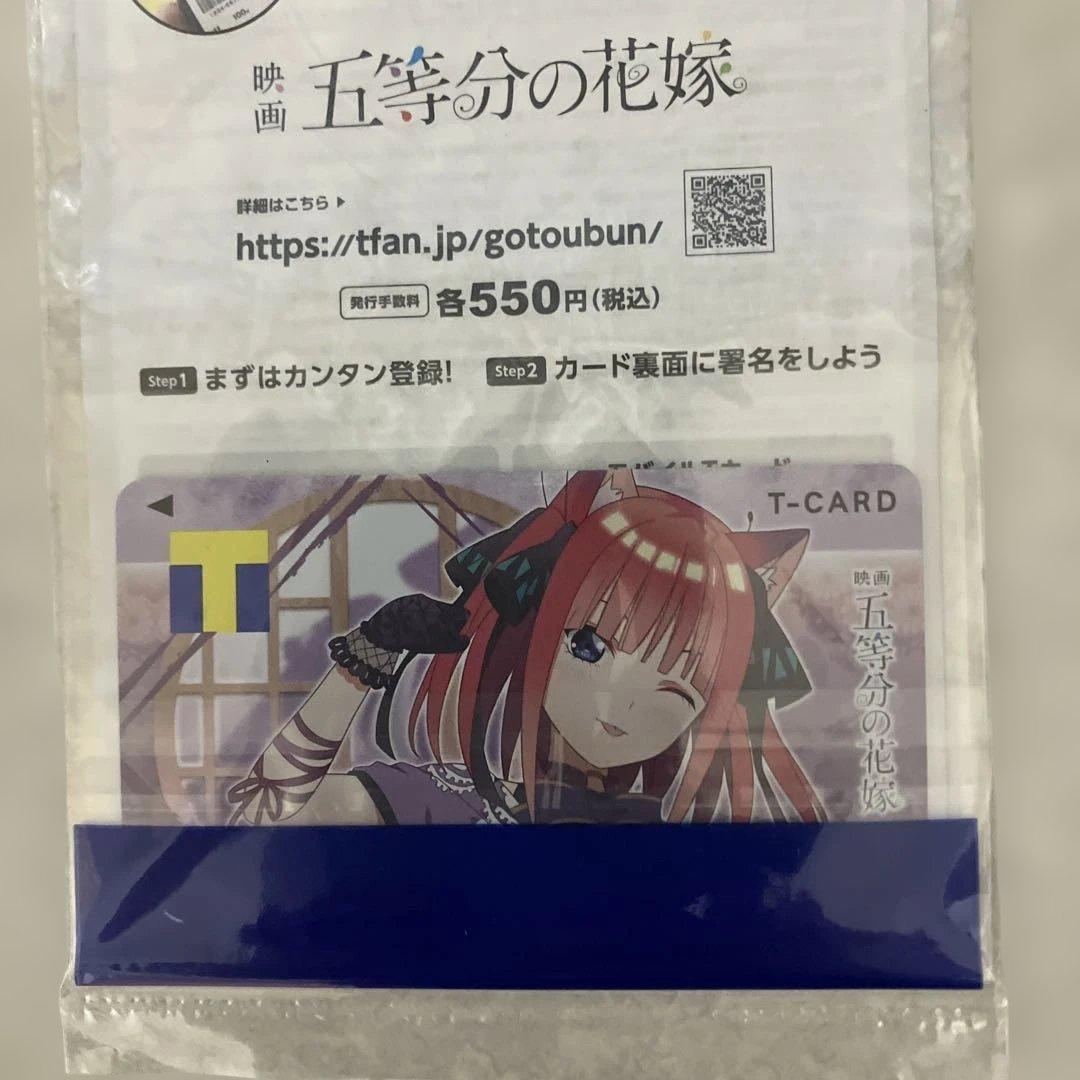 100%
映画 五等分の花嫁
詳細はこちら▶
https://tfan.jp/gotoubun/
発行手数料 各550円(税込)
Step1 まずはカンタン登録! Step2 カード裏面に署名をしよう
T-CARD
T
映画
五等分の花嫁